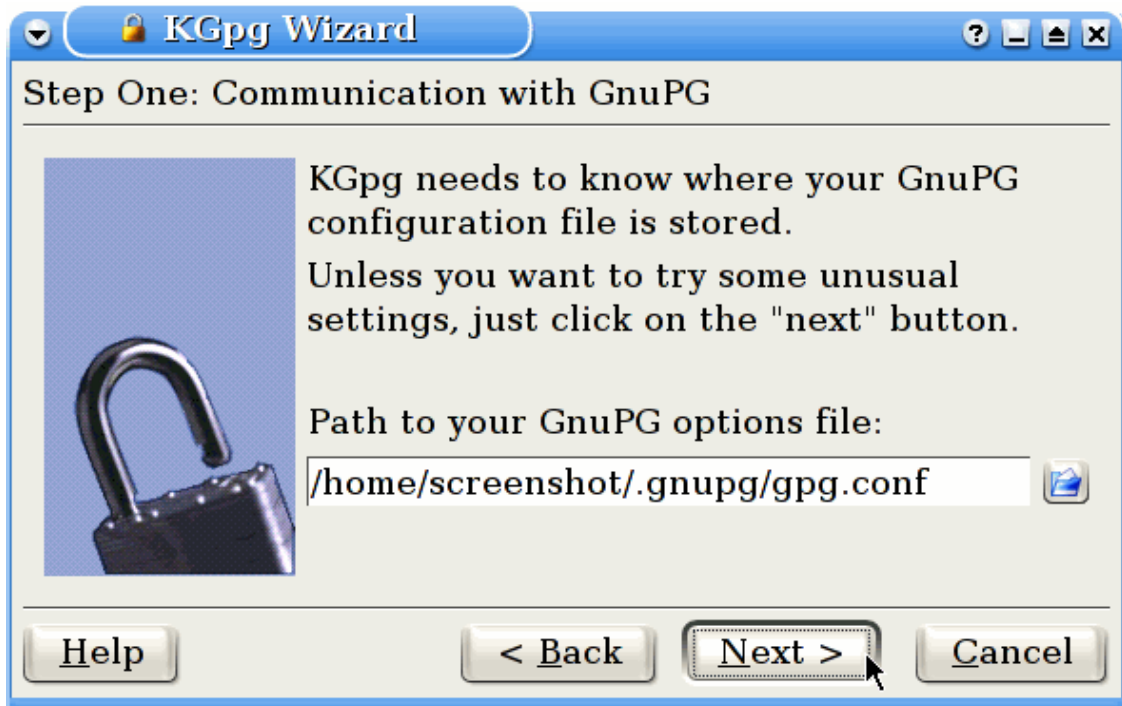 KGpg Wizard
Step One: Communication with GnuPG
KGpg needs to know where your GnuPG
configuration file is stored.
Unless you want to try some unusual
settings, just click on the "next" button.
Path to your GnuPG options file:
/home/screenshot/.gnupg/gpg.conf
Help < Back Next > Cancel